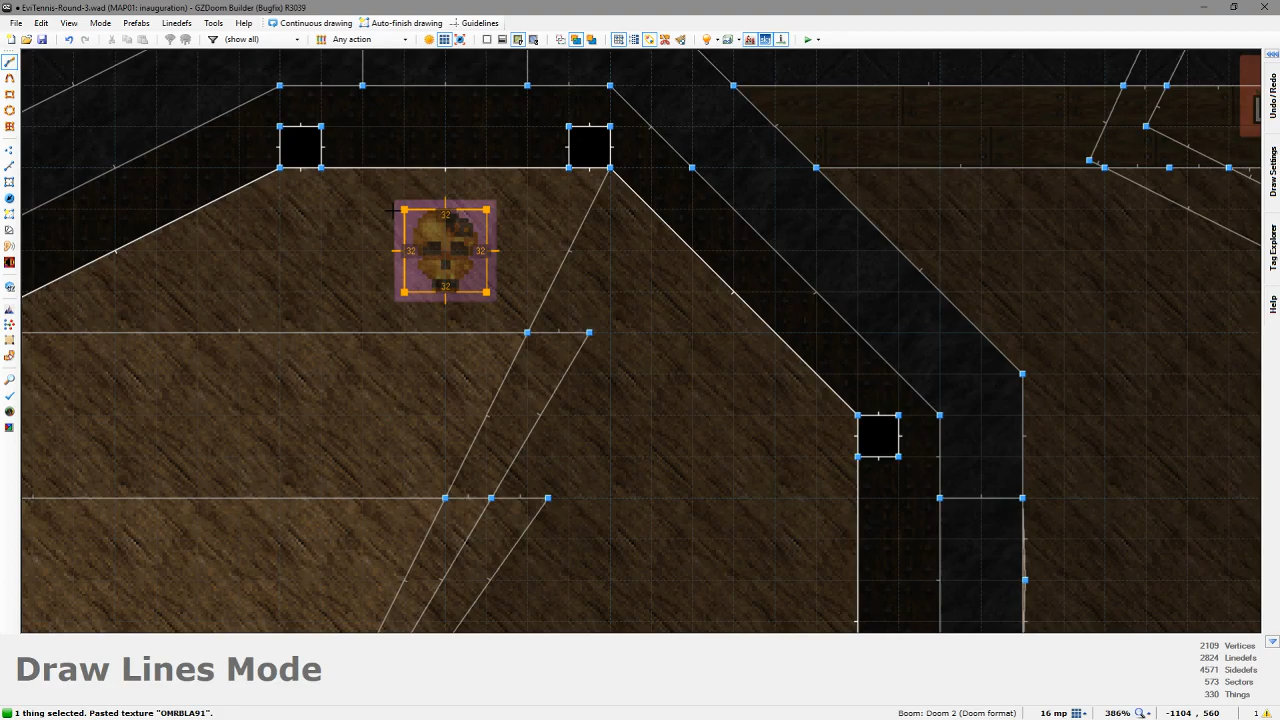 EviTennis-Round-3.wad (MAP01: inauguration) - GZDoom Builder (Bugfix) R3039
File Edit View Mode Prefabs Linedefs Tools Help Continuous drawing Auto-finish drawing Guidelines
(show all) Any action
32
32 32
32
Undo / Redo
Draw Settings
Tag Explorer
Help
Draw Lines Mode
2109 Vertices
2824 Linedefs
4571 Sidedefs
573 Sectors
330 Things
1 thing selected. Pasted texture "OMRBLA91". Boom: Doom 2 (Doom format) 16 mp 386% -1104 , 560 1